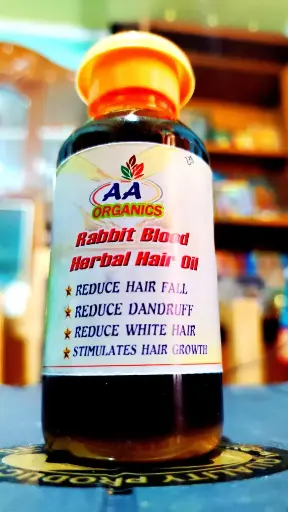 AA
ORGANICS
Rabbit Blood
Herbal Hair Oil
REDUCE HAIR FALL
REDUCE DANDRUFF
REDUCE WHITE HAIR
STIMULATES HAIR GROWTH